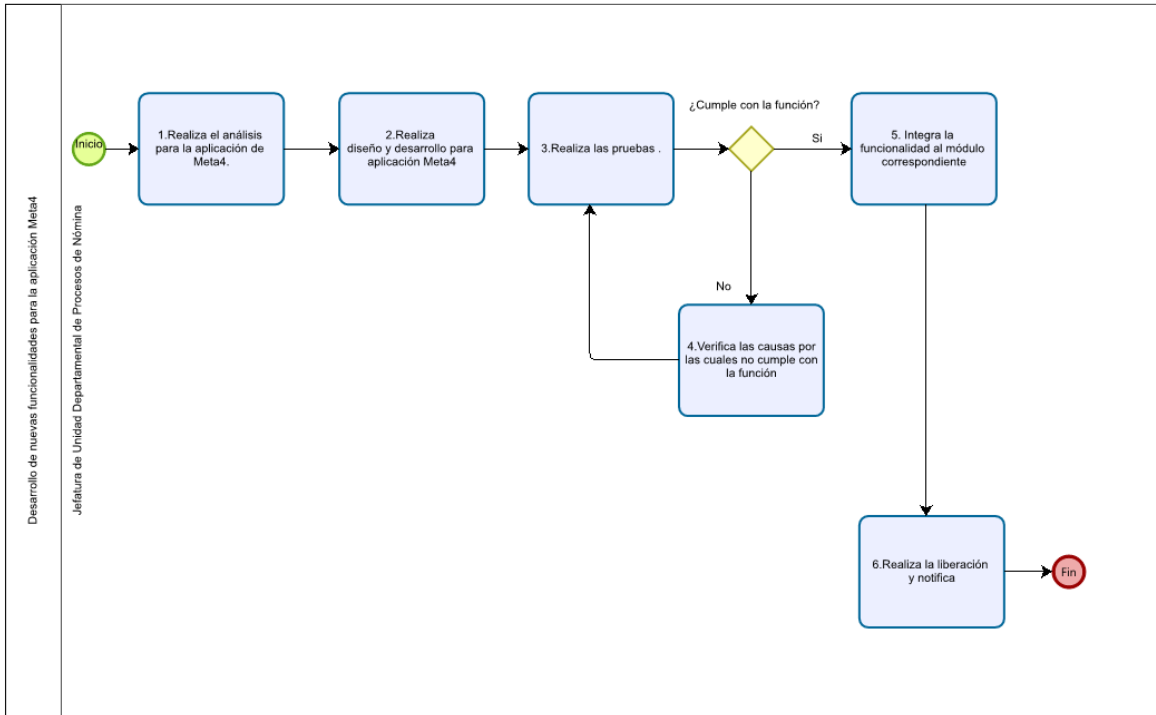 Desarrollo de nuevas funcionalidades para la aplicación Meta4
Jefatura de Unidad Departamental de Procesos de Nómina
Inicio
1.Realiza el análisis
para la aplicación de
Meta4.
2.Realiza
diseño y desarrollo para
aplicación Meta4
3.Realiza las pruebas .
¿Cumple con la función?
Si
No
4.Verifica las causas por
las cuales no cumple con
la función
5. Integra la
funcionalidad al módulo
correspondiente
6.Realiza la liberación
y notifica
Fin